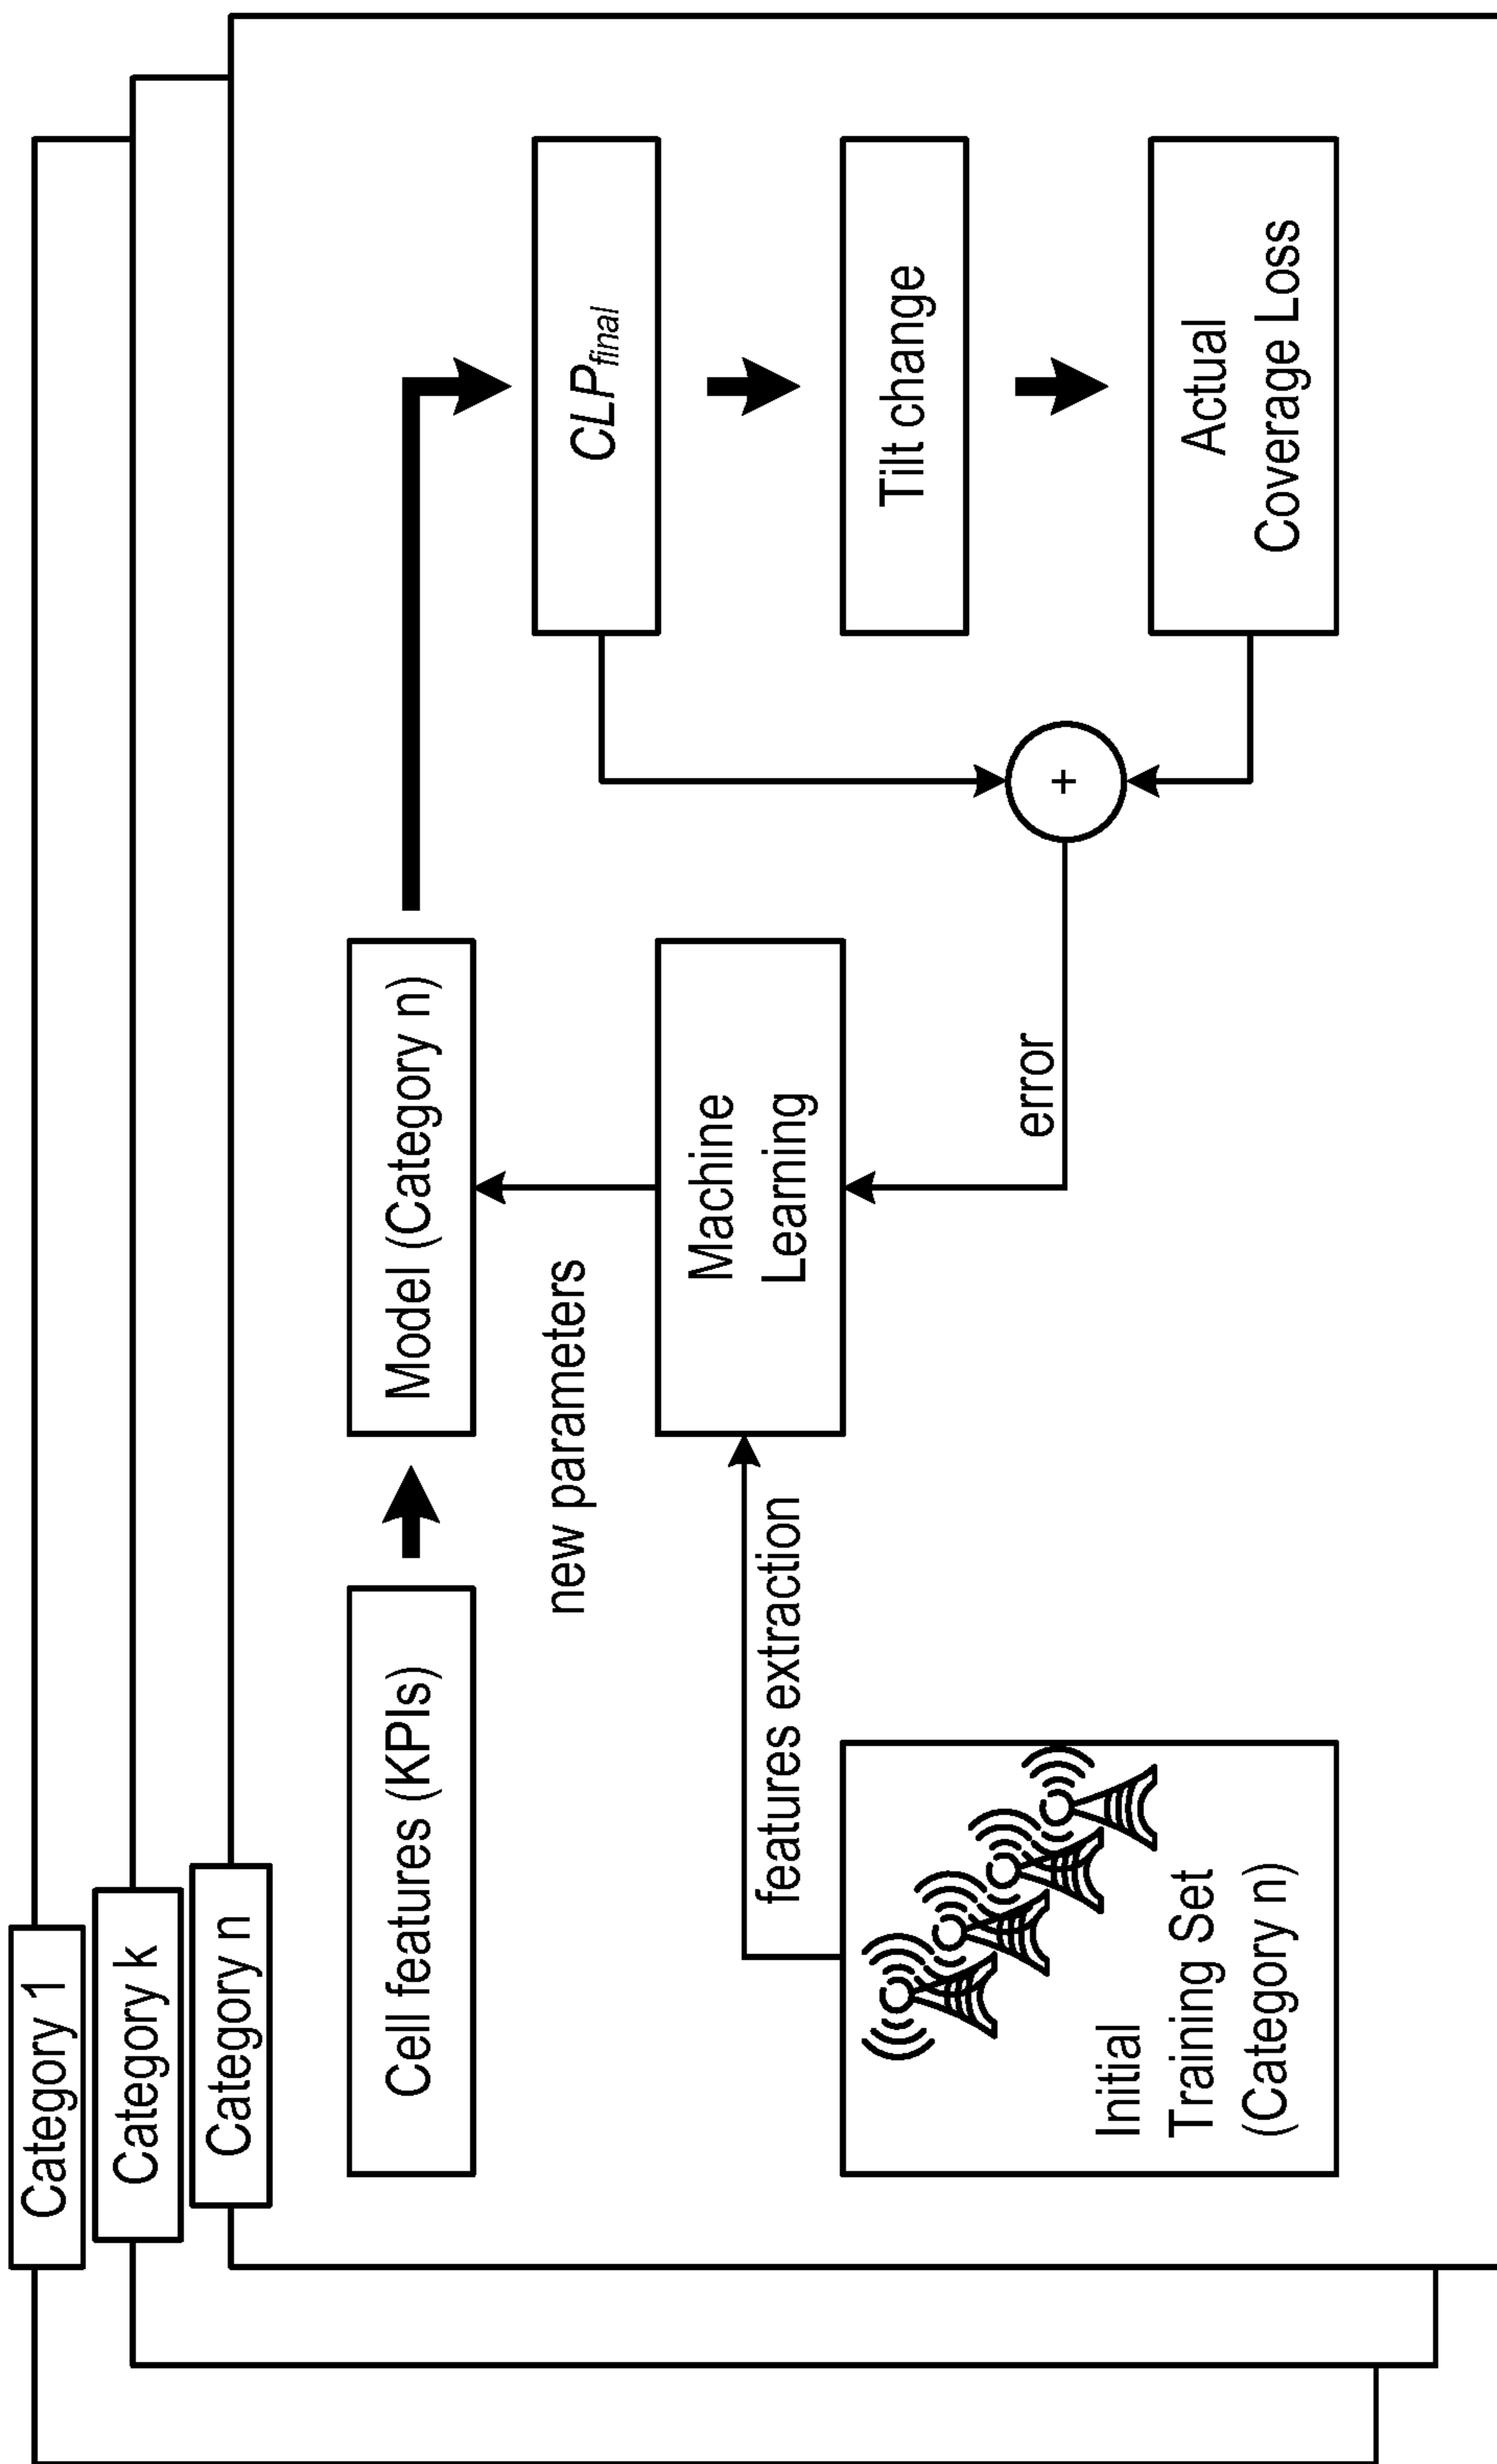 Category 1
Category k
Category n
Cell features (KPIs)
Model (Category n)
new parameters
CLPfinal
Machine
Learning
features extraction
Tilt change
error
+
Initial
Training Set
(Category n)
Actual
Coverage Loss